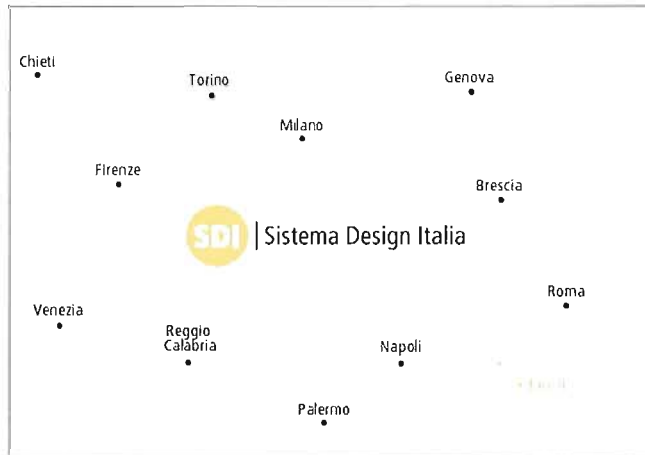 Chieti
Torino
Genova
Milano
Firenze
Brescia
SDI | Sistema Design Italia
Roma
Venezia
Reggio
Calabria
Napoli
Palermo